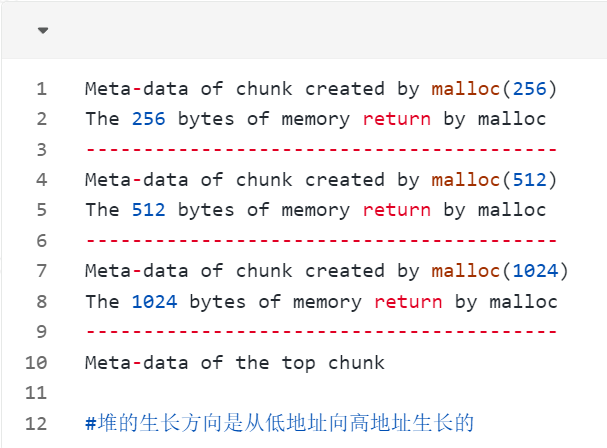 1 Meta-data of chunk created by malloc(256)
2 The 256 bytes of memory return by malloc
3 -----------------------------------------
4 Meta-data of chunk created by malloc(512)
5 The 512 bytes of memory return by malloc
6 -----------------------------------------
7 Meta-data of chunk created by malloc(1024)
8 The 1024 bytes of memory return by malloc
9 -----------------------------------------
10 Meta-data of the top chunk
11
12 #堆的生长方向是从低地址向高地址生长的